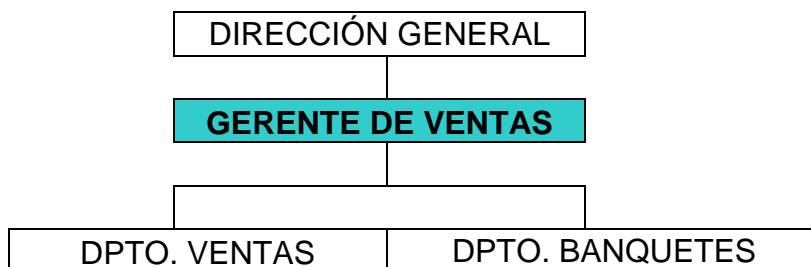 DIRECCIÓN GENERAL
GERENTE DE VENTAS
DPTO. VENTAS
DPTO. BANQUETES